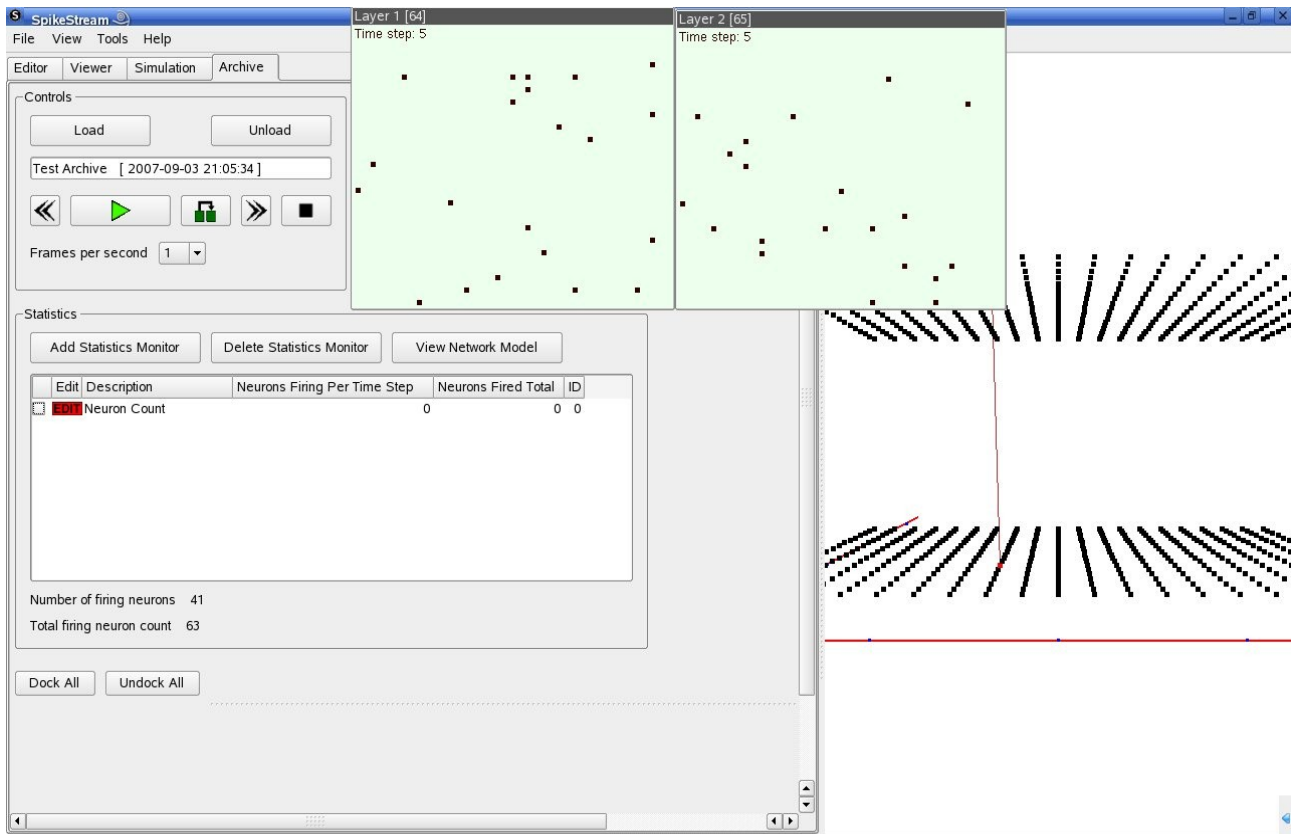 SpikeStream
File View Tools Help
Layer 1 [64]
Time step: 5
Layer 2 [65]
Time step: 5
Editor Viewer Simulation Archive
Controls
Load Unload
Test Archive [ 2007-09-03 21:05:34 ]
Frames per second 1
Statistics
Add Statistics Monitor Delete Statistics Monitor View Network Model
Edit Description Neurons Firing Per Time Step Neurons Fired Total ID
EDIT Neuron Count 0 0 0
Number of firing neurons 41
Total firing neuron count 63
Dock All Undock All